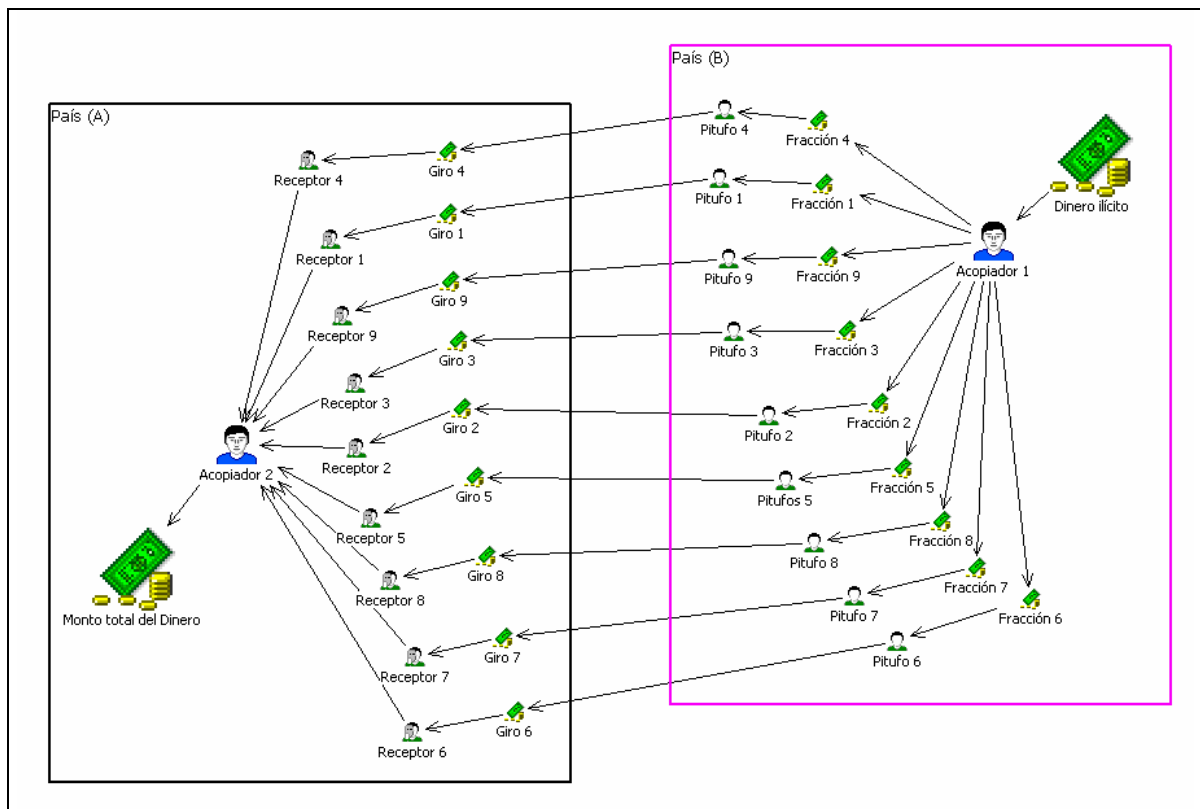 País (B)
País (A)
Pitufo 4
Fracción 4
Giro 4
Receptor 4
Dinero ilícito
Pitufo 1
Fracción 1
Giro 1
Receptor 1
Acopiador 1
Pitufo 9
Fracción 9
Giro 9
Receptor 9
Pitufo 3
Fracción 3
Giro 3
Receptor 3
Pitufo 2
Fracción 2
Giro 2
Receptor 2
Acopiador 2
Pitufos 5
Fracción 5
Giro 5
Receptor 5
Pitufo 8
Fracción 8
Giro 8
Receptor 8
Monto total del Dinero
Pitufo 7
Fracción 7
Giro 7
Receptor 7
Pitufo 6
Fracción 6
Giro 6
Receptor 6